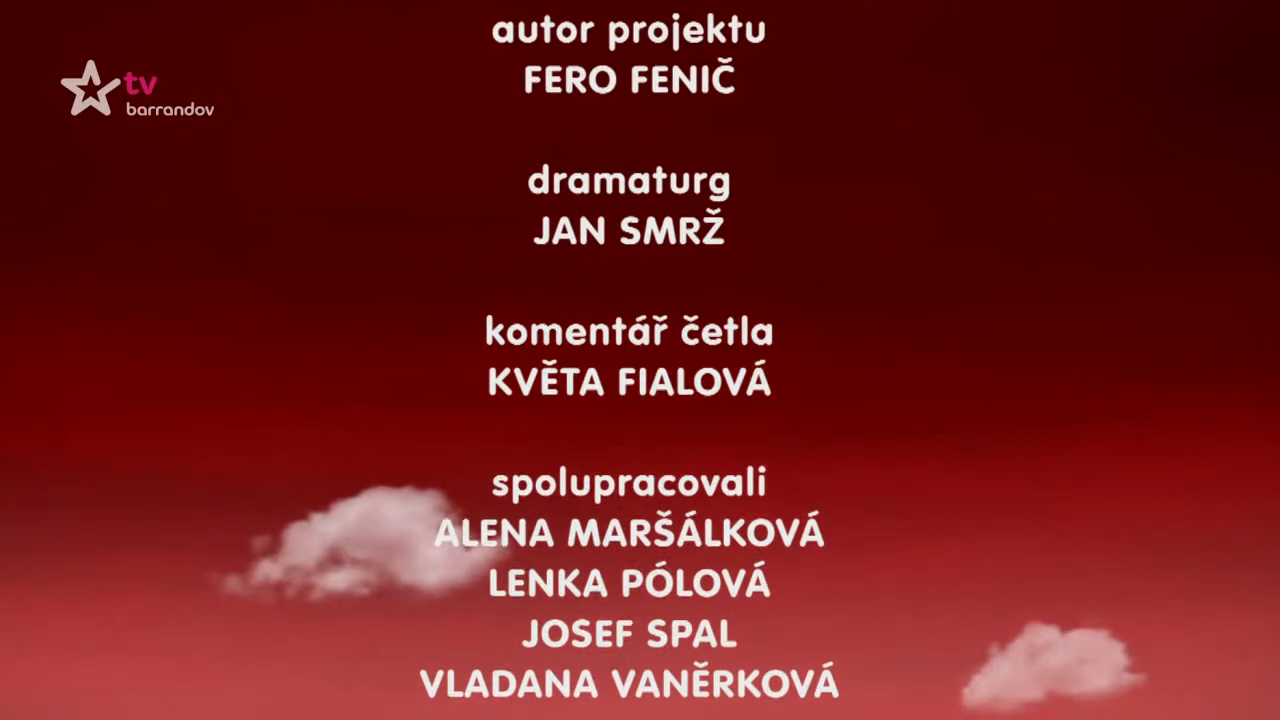 autor projektu
FERO FENIČ
tv
barrandov
dramaturg
JAN SMRŽ
komentář četla
KVĚTA FIALOVÁ
spolupracovali
ALENA MARŠÁLKOVÁ
LENKA PÓLOVÁ
JOSEF SPAL
VLADANA VANĚRKOVÁ